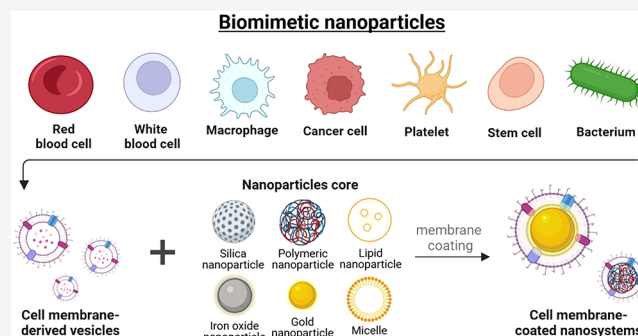 Biomimetic nanoparticles
Red
blood cell
White
blood cell
Macrophage
Cancer cell
Platelet
Stem cell
Bacterium
Nanoparticles core
Silica
nanoparticle
Polymeric
nanoparticle
Lipid
nanoparticle
membrane
coating
Iron oxide
nanoparticle
Gold
nanoparticle
Micelle
Cell membrane-
derived vesicles
Cell membrane-
coated nanosystems